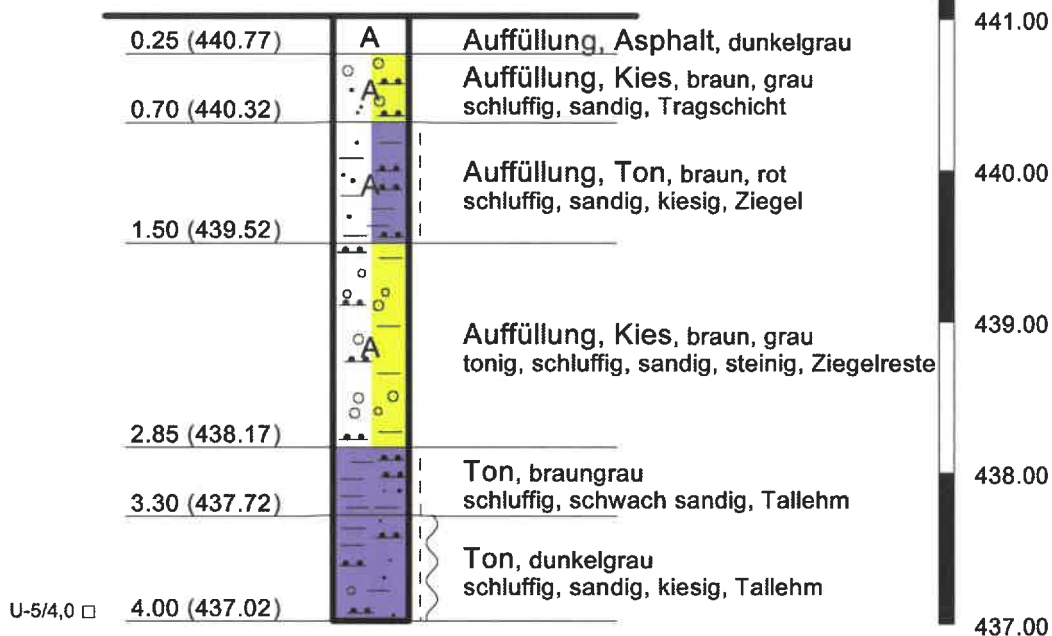 441.00
0.25 (440.77) A Auffüllung, Asphalt, dunkelgrau
A Auffüllung, Kies, braun, grau
0.70 (440.32) schluffig, sandig, Tragschicht
440.00
A Auffüllung, Ton, braun, rot
schluffig, sandig, kiesig, Ziegel
1.50 (439.52)
439.00
A Auffüllung, Kies, braun, grau
tonig, schluffig, sandig, steinig, Ziegelreste
2.85 (438.17)
Ton, braungrau
438.00
3.30 (437.72) schluffig, schwach sandig, Tallehm
Ton, dunkelgrau
schluffig, sandig, kiesig, Tallehm
U-5/4,0 4.00 (437.02)
437.00